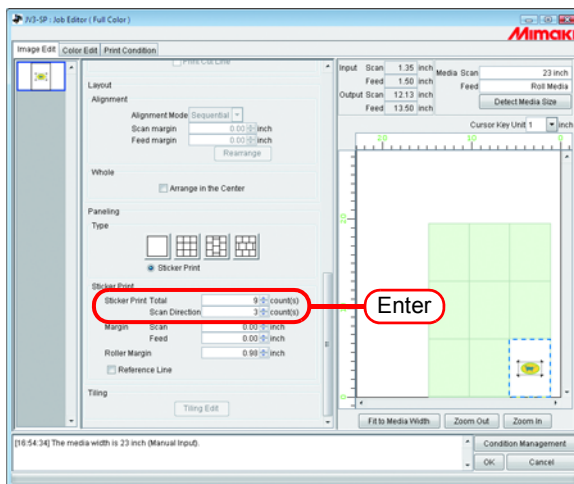 JV3-SP : Job Editor ( Full Color )
Mimaki
Image Edit Color Edit Print Condition
Print Cut Line
Layout
Alignment
Alignment Mode Sequential
Scan margin 0.00 inch
Feed margin 0.00 inch
Rearrange
Whole
Arrange in the Center
Paneling
Type
Sticker Print
Sticker Print
Sticker Print Total 9 count(s)
Scan Direction 3 count(s)
Margin Scan 0.00 inch
Feed 0.00 inch
Roller Margin 0.98 inch
Reference Line
Tiling
Tiling Edit
Enter
Input Scan 1.35 inch
Feed 1.50 inch
Output Scan 12.13 inch
Feed 13.50 inch
Media Scan 23 inch
Feed Roll Media
Detect Media Size
Cursor Key Unit 1 inch
20 10 0
20
10
0
Fit to Media Width Zoom Out Zoom In
[16:54:34] The media width is 23 inch (Manual Input).
Condition Management
OK Cancel